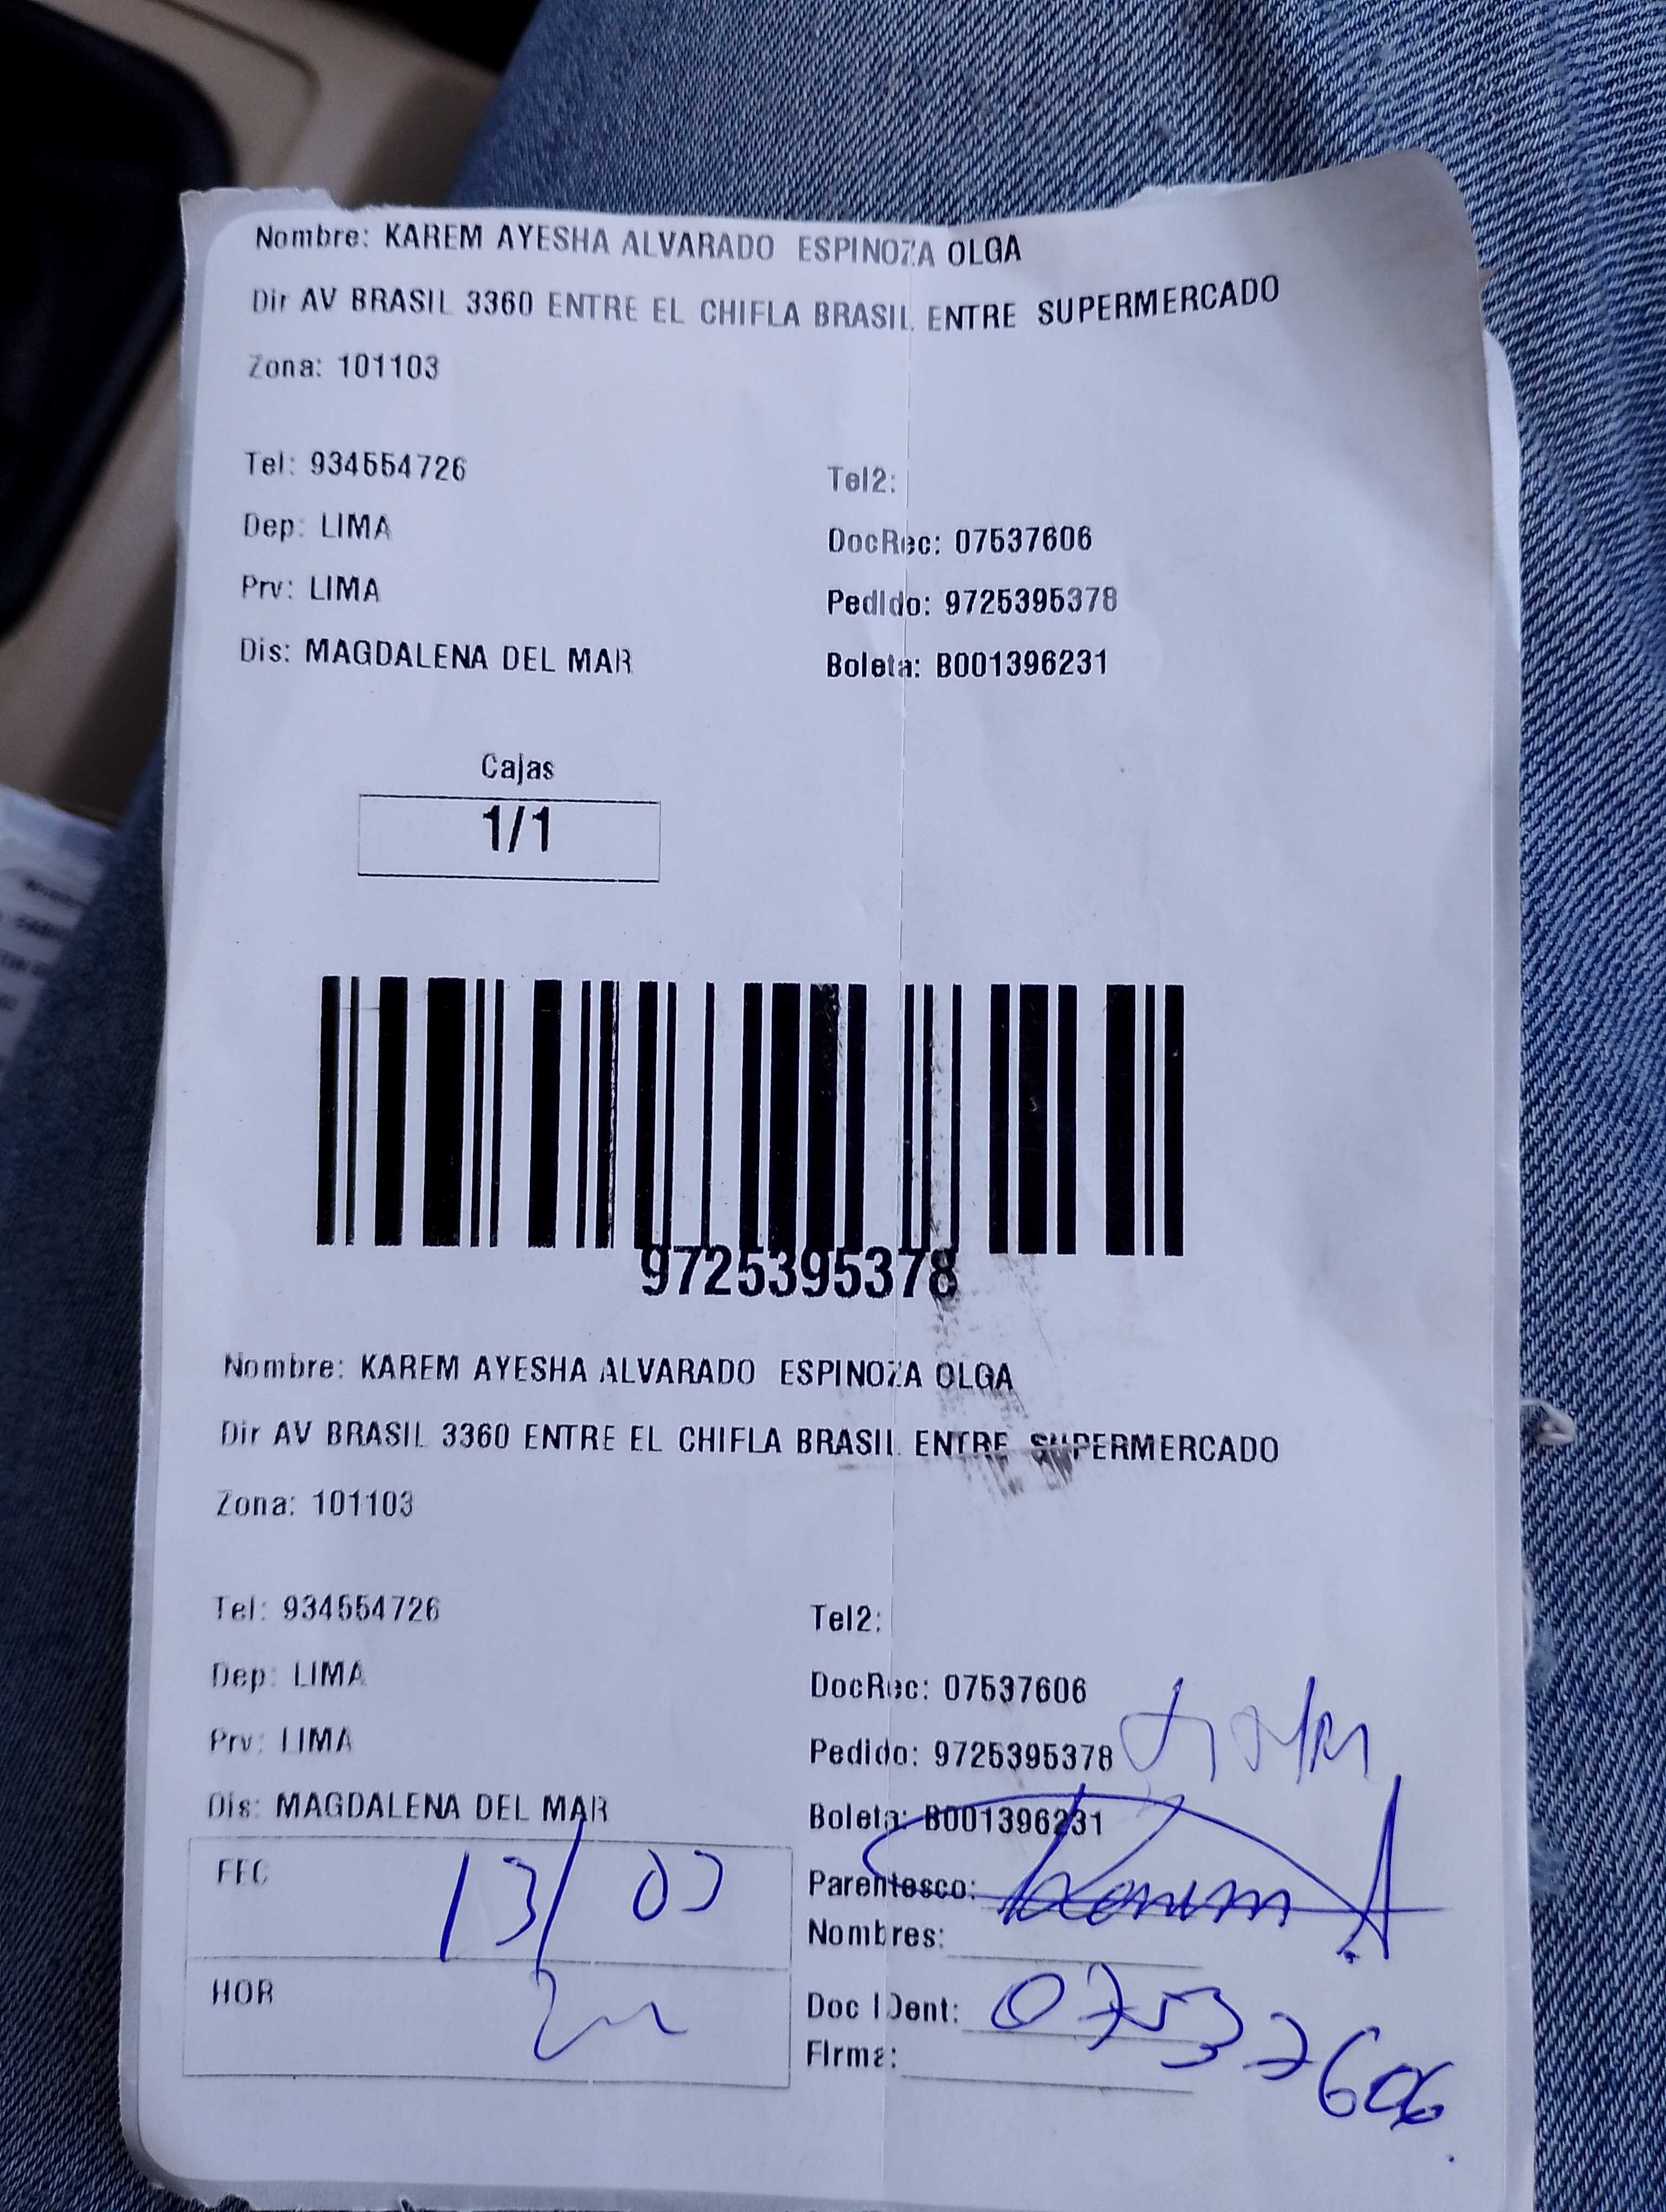 Nombre: KAREM AYESHA ALVARADO ESPINOZA OLGA
Dir AV BRASIL 3360 ENTRE EL CHIFLA BRASIL ENTRE SUPERMERCADO
Zona: 101103
Tel: 934554726 Tel2:
Dep: LIMA DocRec: 07537606
Prv: LIMA Pedido: 9725395378
Dis: MAGDALENA DEL MAR Boleta: B001396231
Cajas
1/1
9725395378
Nombre: KAREM AYESHA ALVARADO ESPINOZA OLGA
Dir AV BRASIL 3360 ENTRE EL CHIFLA BRASIL ENTRE SUPERMERCADO
Zona: 101103
Tel: 934554726 Tel2:
Dep: LIMA DocRec: 07537606
Prv: LIMA Pedido: 9725395378
Dis: MAGDALENA DEL MAR Boleta: B001396231
FEC 13/03 Parentesco:
Nombres:
HOR Doc IDent: 07537606
Firma: